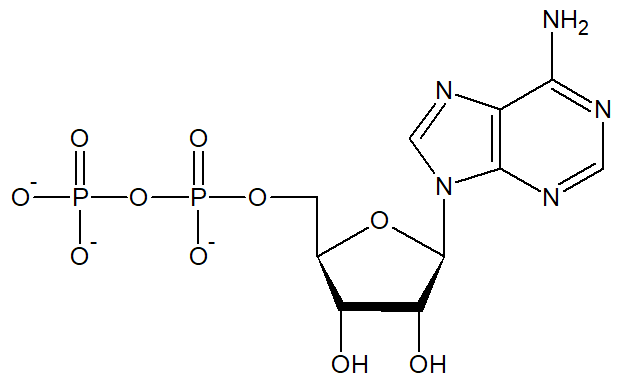 NH2
N N
O O
O- P O P O N N
O
O- O-
OH OH